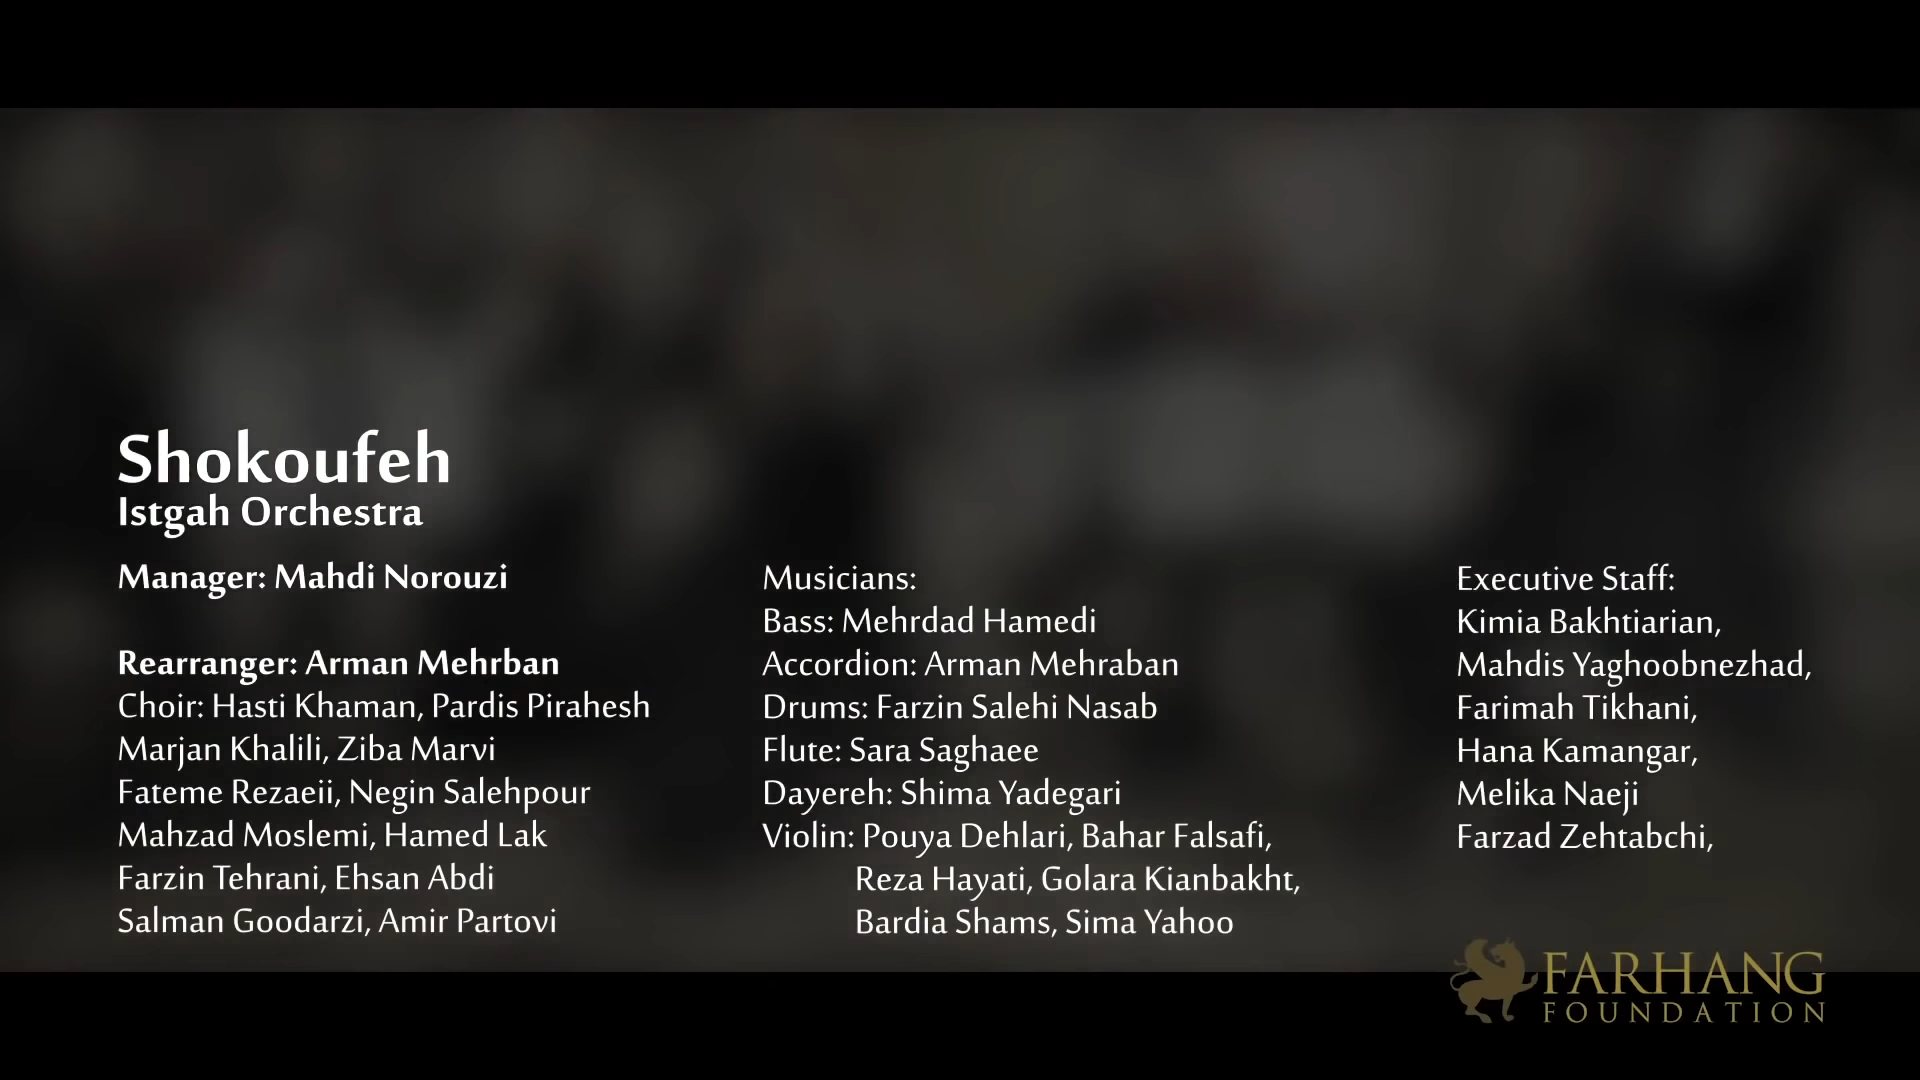 Shokoufeh
Istgah Orchestra
Manager: Mahdi Norouzi
Rearranger: Arman Mehrban
Choir: Hasti Khaman, Pardis Pirahesh
Marjan Khalili, Ziba Marvi
Fateme Rezaeii, Negin Salehpour
Mahzad Moslemi, Hamed Lak
Farzin Tehrani, Ehsan Abdi
Salman Goodarzi, Amir Partovi
Musicians:
Bass: Mehrdad Hamedi
Accordion: Arman Mehraban
Drums: Farzin Salehi Nasab
Flute: Sara Saghaee
Dayereh: Shima Yadegari
Violin: Pouya Dehlari, Bahar Falsafi,
Reza Hayati, Golara Kianbakht,
Bardia Shams, Sima Yahoo
Executive Staff:
Kimia Bakhtiarian,
Mahdis Yaghoobnezhad,
Farimah Tikhani,
Hana Kamangar,
Melika Naeji
Farzad Zehtabchi,
FARHANG
FOUNDATION